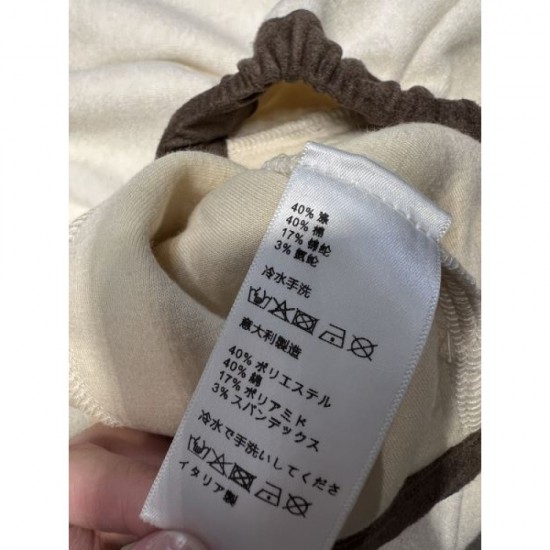 40% 涤
40% 棉
17% 锦纶
3% 氨纶
冷水手洗
意大利製造
40% ポリエステル
40% 綿
17% ポリアミド
3% スパンデックス
冷水で手洗いしてくださ
イタリア製